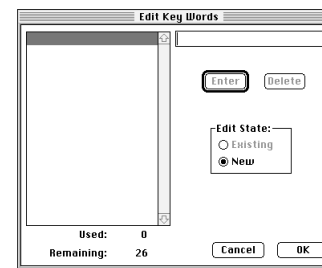 Edit Key Words
Enter Delete
Edit State:
Existing
New
Used: 0
Remaining: 26
Cancel OK